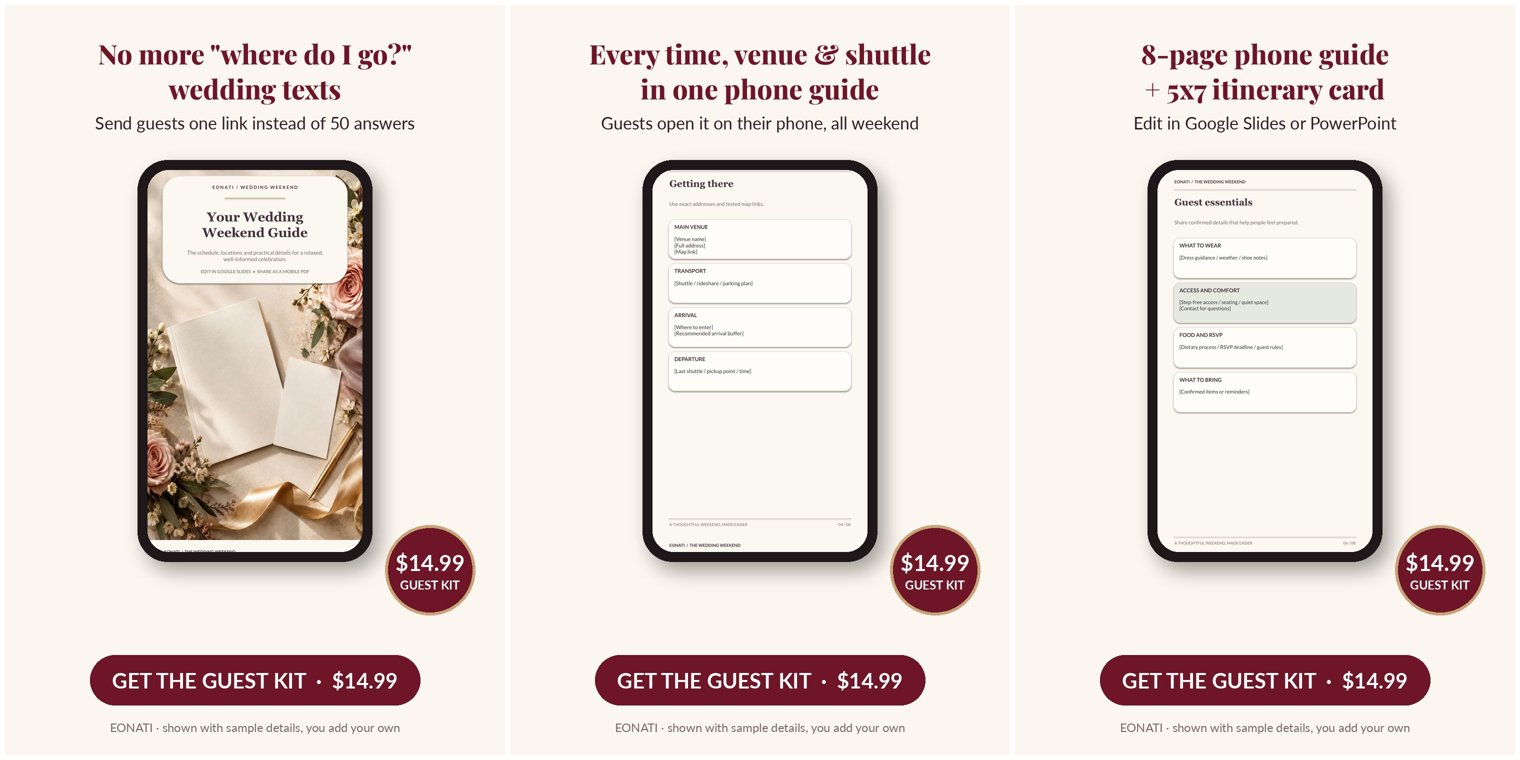 No more "where do I go?"
wedding texts
Send guests one link instead of 50 answers
EONATI / WEDDING WEEKEND
Your Wedding
Weekend Guide
The schedule, locations and practical details for a relaxed,
well-informed celebration.
EDIT IN GOOGLE SLIDES • SHARE AS A MOBILE PDF
EONATI / THE WEDDING WEEKEND
$14.99
GUEST KIT
GET THE GUEST KIT · $14.99
EONATI · shown with sample details, you add your own
Every time, venue & shuttle
in one phone guide
Guests open it on their phone, all weekend
Getting there
Use exact addresses and tested map links.
MAIN VENUE
[Venue name]
[Full address]
[Map link]
TRANSPORT
[Shuttle / rideshare / parking plan]
ARRIVAL
[Where to enter]
[Recommended arrival buffer]
DEPARTURE
[Last shuttle / pickup point / time]
A THOUGHTFUL WEEKEND, MADE EASIER
04 / 08
EONATI / THE WEDDING WEEKEND
$14.99
GUEST KIT
GET THE GUEST KIT · $14.99
EONATI · shown with sample details, you add your own
8-page phone guide
+ 5x7 itinerary card
Edit in Google Slides or PowerPoint
EONATI / THE WEDDING WEEKEND
Guest essentials
Share confirmed details that help people feel prepared.
WHAT TO WEAR
[Dress guidance / weather / shoe notes]
ACCESS AND COMFORT
[Step-free access / seating / quiet space]
[Contact for questions]
FOOD AND RSVP
[Dietary process / RSVP deadline / guest rules]
WHAT TO BRING
[Confirmed items or reminders]
A THOUGHTFUL WEEKEND, MADE EASIER
06 / 08
$14.99
GUEST KIT
GET THE GUEST KIT · $14.99
EONATI · shown with sample details, you add your own